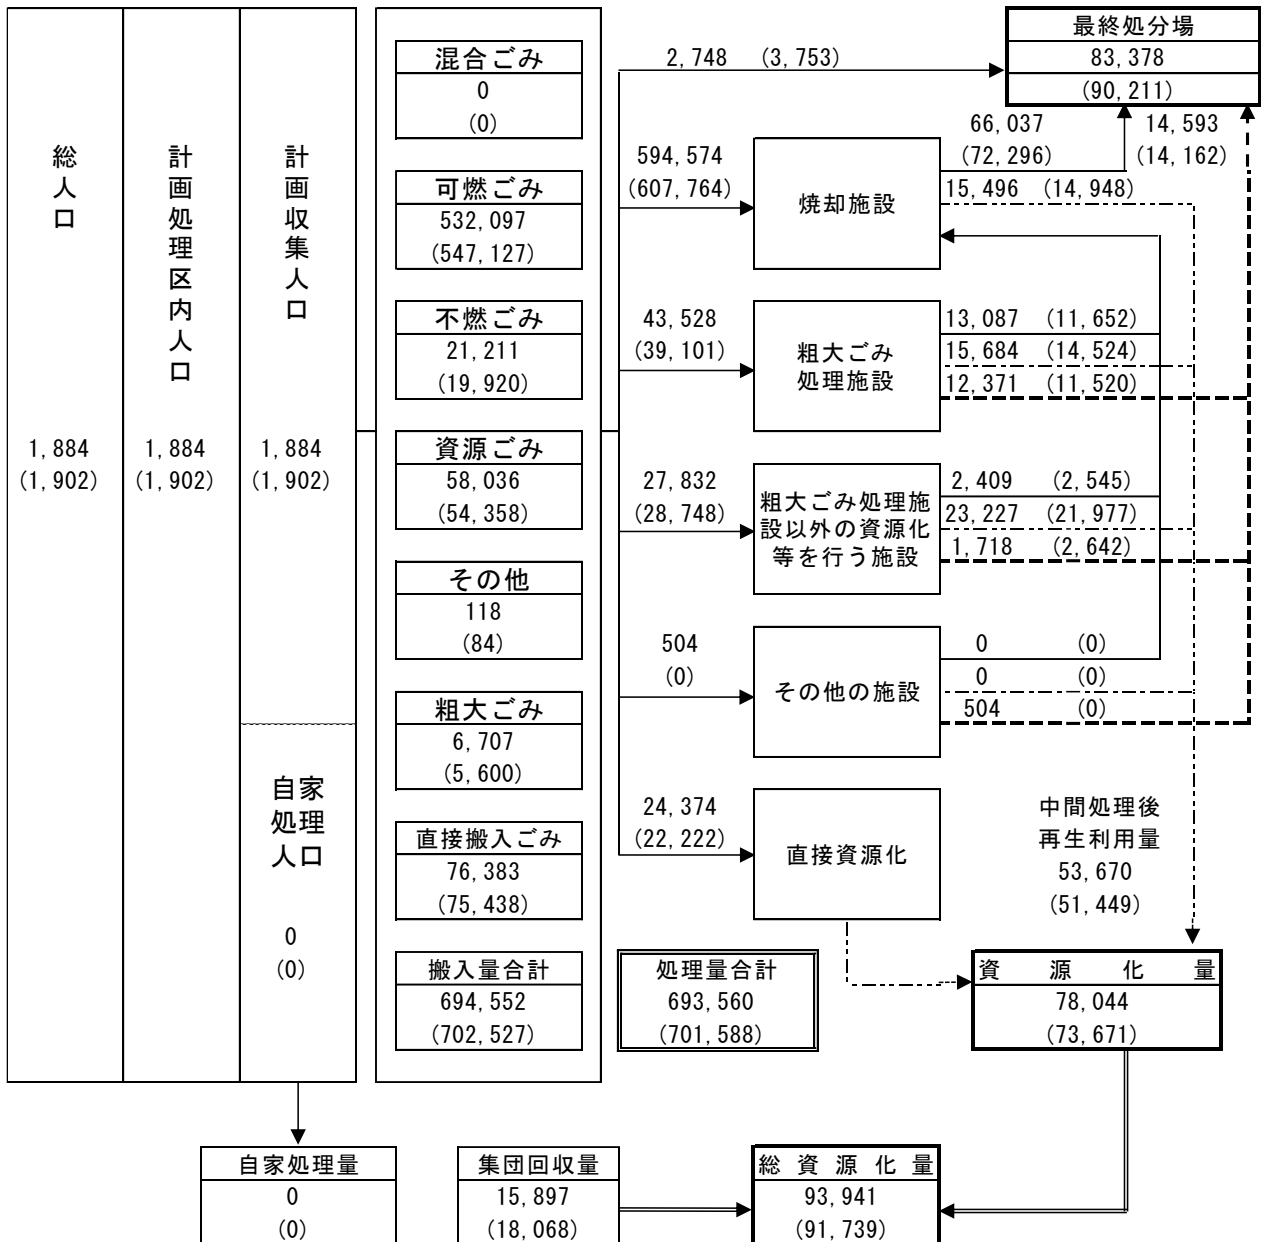 総人口
1,884
(1,902)
計画処理区内人口
1,884
(1,902)
計画収集人口
1,884
(1,902)
自家
処理
人口
0
(0)
混合ごみ
0
(0)
可燃ごみ
532,097
(547,127)
不燃ごみ
21,211
(19,920)
資源ごみ
58,036
(54,358)
その他
118
(84)
粗大ごみ
6,707
(5,600)
直接搬入ごみ
76,383
(75,438)
搬入量合計
694,552
(702,527)
2,748 (3,753)
594,574
(607,764)
43,528
(39,101)
27,832
(28,748)
504
(0)
24,374
(22,222)
処理量合計
693,560
(701,588)
焼却施設
粗大ごみ
処理施設
粗大ごみ処理施
設以外の資源化
等を行う施設
その他の施設
直接資源化
最終処分場
83,378
(90,211)
66,037
(72,296)
14,593
(14,162)
15,496 (14,948)
13,087 (11,652)
15,684 (14,524)
12,371 (11,520)
2,409 (2,545)
23,227 (21,977)
1,718 (2,642)
0 (0)
0 (0)
504 (0)
中間処理後
再生利用量
53,670
(51,449)
資源化量
78,044
(73,671)
自家処理量
0
(0)
集団回収量
15,897
(18,068)
総資源化量
93,941
(91,739)